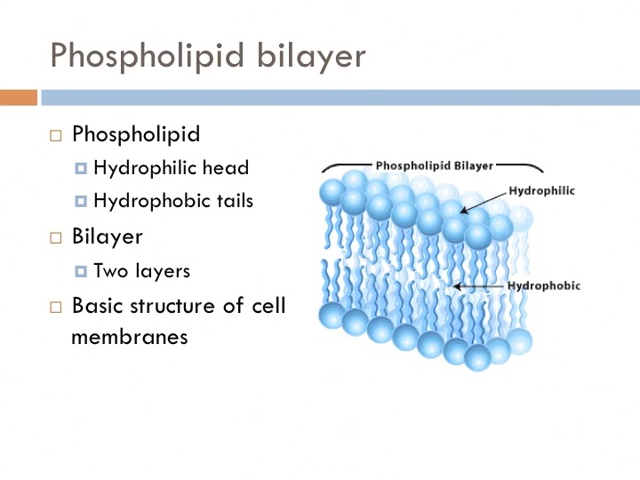 Phospholipid bilayer
Phospholipid
Hydrophilic head
Hydrophobic tails
Bilayer
Two layers
Basic structure of cell
membranes
Phospholipid Bilayer
Hydrophilic
Hydrophobic